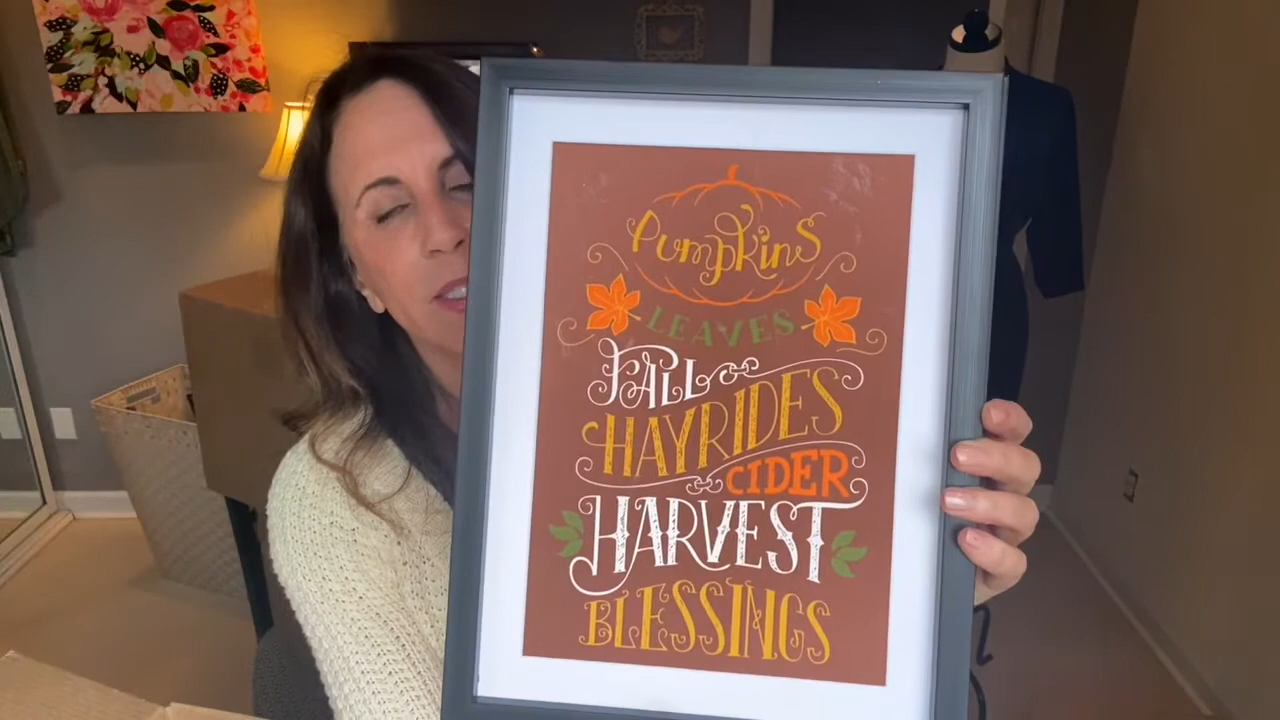 Pumpkins
LEAVES
FALL
HAYRIDES
CIDER
HARVEST
BLESSINGS